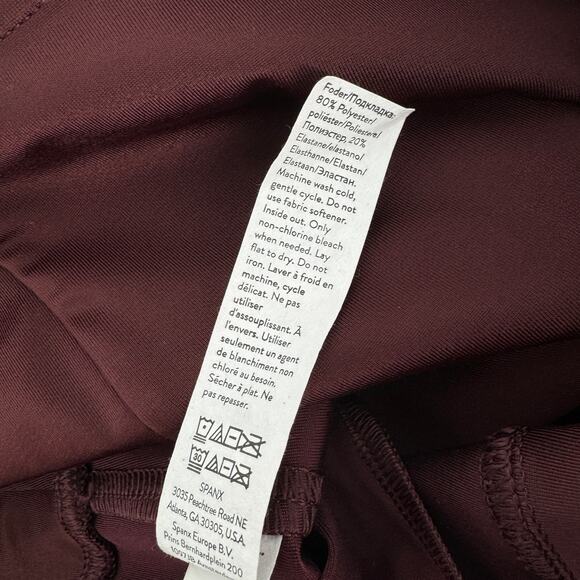 Foder/Подкладка:
80% Polyester/
poliéster/Poliestere/
Полиэстер, 20%
Elastane/elastano/
Elasthanne/Elastan/
Elastaan/Эластан.
Machine wash cold,
gentle cycle. Do not
use fabric softener.
Inside out. Only
non-chlorine bleach
when needed. Lay
flat to dry. Do not
iron. Laver à froid en
machine, cycle
délicat. Ne pas
utiliser
d'assouplissant. À
l'envers. Utiliser
seulement un agent
de blanchiment non
chloré au besoin.
Sécher à plat. Ne
pas repasser.
30
SPANX
3035 Peachtree Road NE
Atlanta, GA 30305, U.S.A.
Spanx Europe B.V.
Prins Bernhardplein 200
1097JB